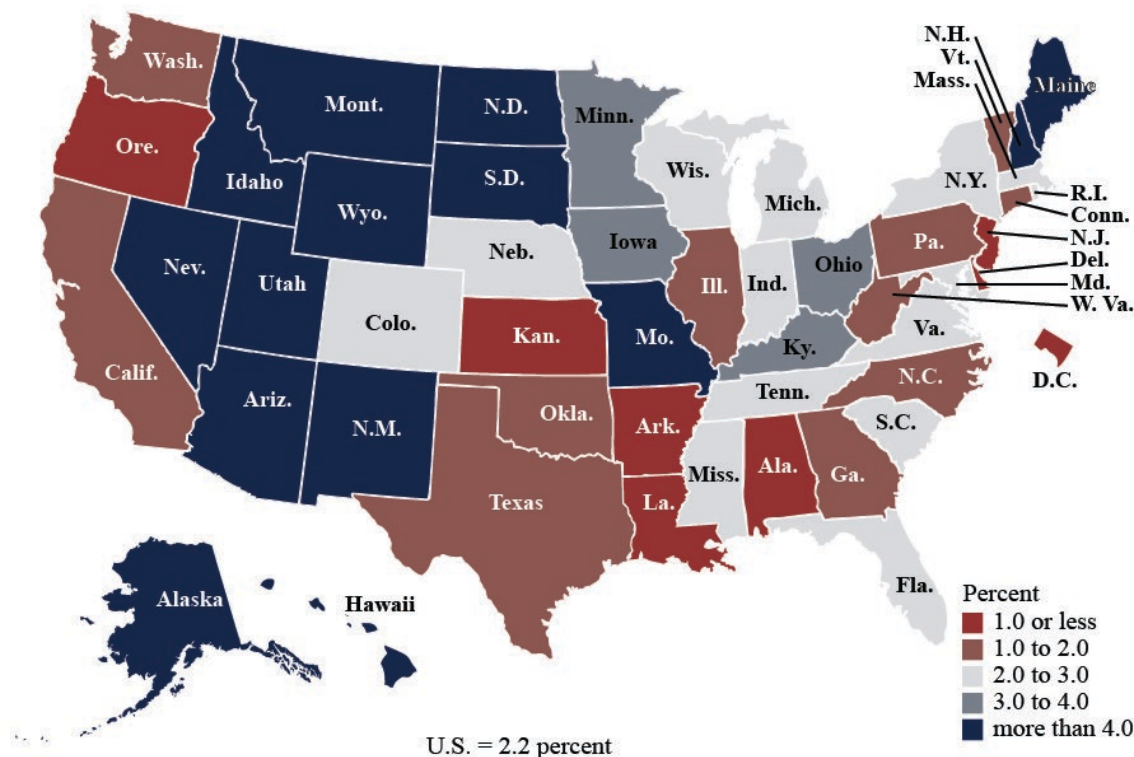 N.H.
Vt.
Mass.
Wash.
Mont.
N.D.
Minn.
Maine
Ore.
Idaho
S.D.
Wis.
Mich.
N.Y.
R.I.
Conn.
N.J.
Del.
Md.
W. Va.
Wyo.
Iowa
Neb.
Nev.
Utah
Colo.
Ill.
Ind.
Ohio
Pa.
Va.
Calif.
Kan.
Mo.
Ky.
D.C.
Ariz.
N.M.
Okla.
Ark.
Tenn.
N.C.
S.C.
Texas
La.
Miss.
Ala.
Ga.
Fla.
Alaska
Hawaii
Percent
1.0 or less
1.0 to 2.0
2.0 to 3.0
3.0 to 4.0
more than 4.0
U.S. = 2.2 percent